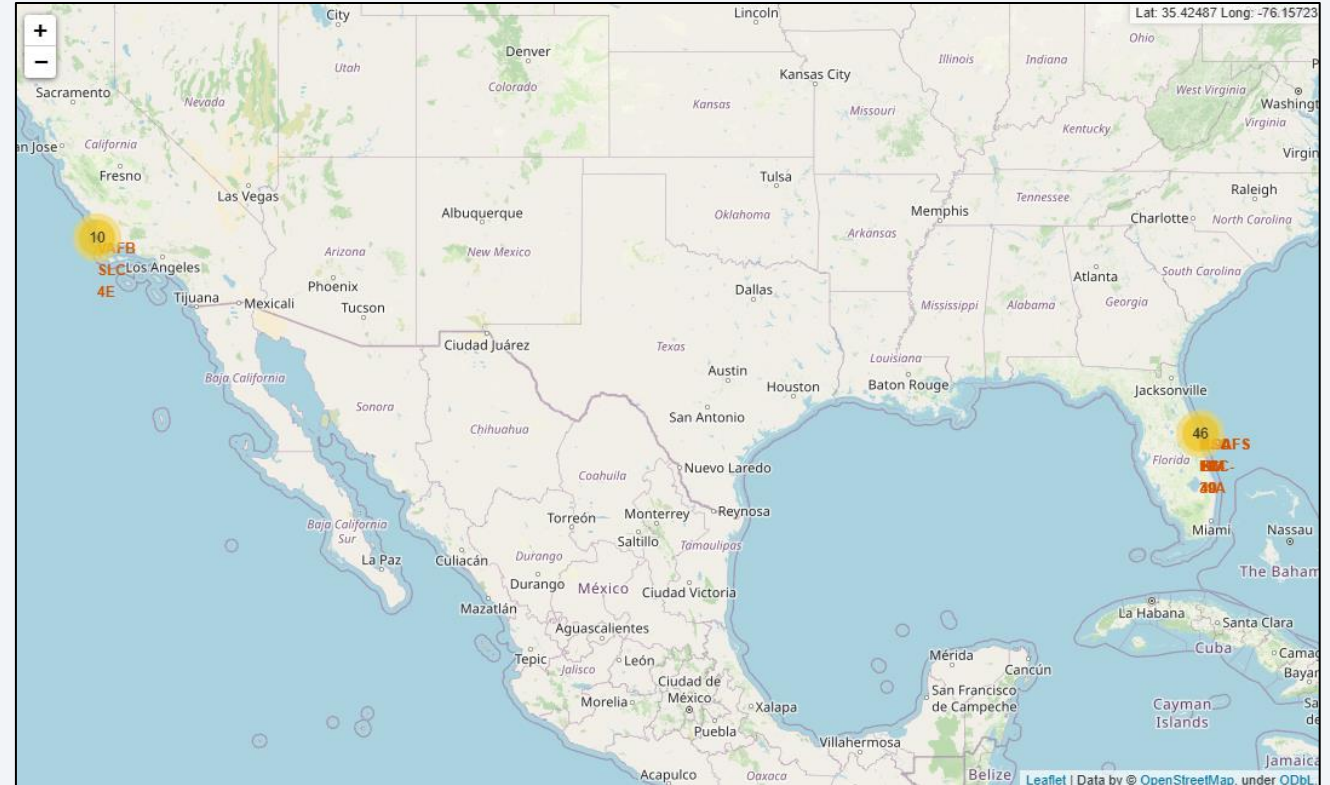 City
Lincoln
Lat: 35.42487 Long: -76.15723
+
−
Ohio
Denver
Utah
Illinois
Indiana
Kansas City
Colorado
Sacramento
West Virginia
Nevada
Kansas
Washingt
Missouri
Virginia
Kentucky
an Jose
California
Virgin
Fresno
Tulsa
Las Vegas
Tennessee
Raleigh
Albuquerque
Memphis
Oklahoma
Charlotte
North Carolina
10
Arkansas
Arizona
New Mexico
AFB
SLC-
Los Angeles
4E
South Carolina
Atlanta
Phoenix
Dallas
Tijuana
Mexicali
Tucson
Mississippi
Alabama
Georgia
Ciudad Juárez
Texas
Louisiana
Austin
Baja California
Houston
Baton Rouge
Jacksonville
Sonora
San Antonio
Chihuahua
46
AFS
Florida
Coahuila
Nuevo Laredo
Torreón
Monterrey
Reynosa
Baja California
Sur
Saltillo
Tamaulipas
Miami
Nassau
La Paz
Culiacán
Durango
The Baham
Durango
México
Ciudad Victoria
Mazatlán
La Habana
Santa Clara
Aguascalientes
Cuba
Camag
Tepic
Jalisco
León
Mérida
Cancún
Bayar
Ciudad de
México
San Francisco
de Campeche
Morelia
Xalapa
Cayman
Islands
Sa
de
Puebla
Villahermosa
Jamaica
Acapulco
Oaxaca
Belize
Leaflet | Data by © OpenStreetMap, under ODbL.